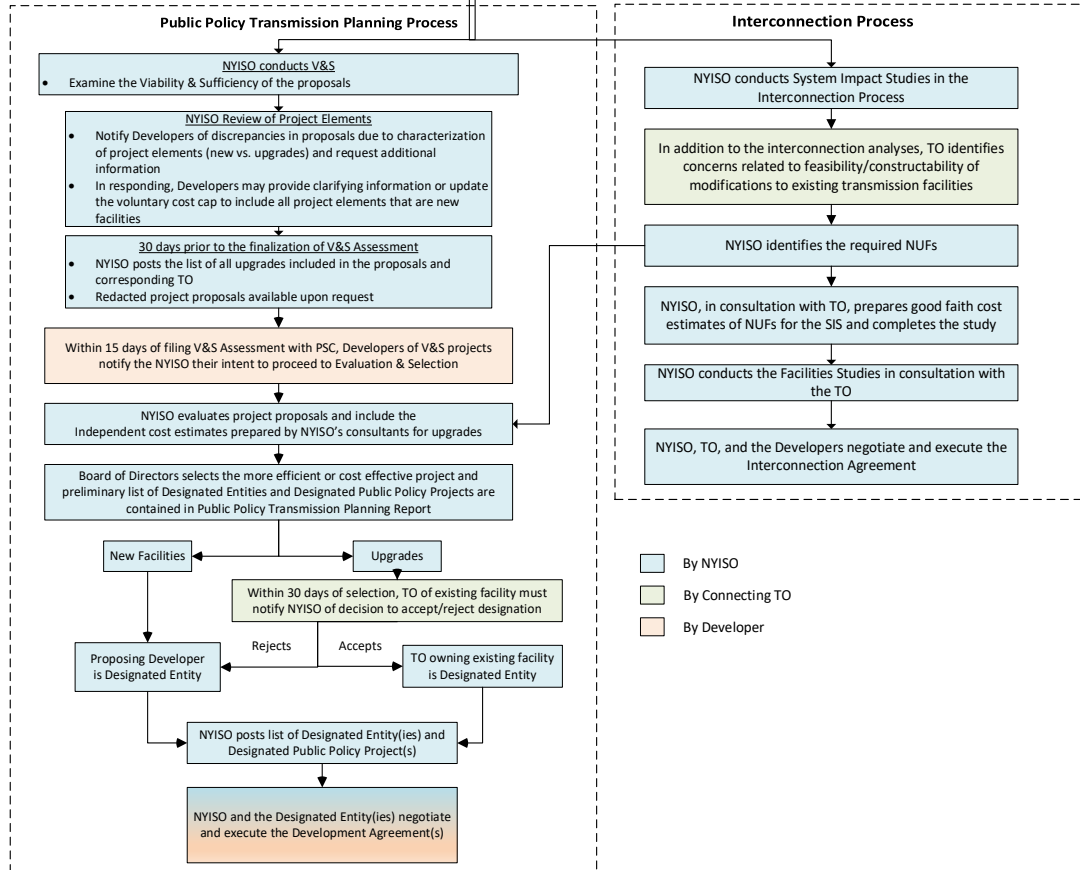 Public Policy Transmission Planning Process
NYISO conducts V&S
• Examine the Viability & Sufficiency of the proposals
NYISO Review of Project Elements
• Notify Developers of discrepancies in proposals due to characterization
of project elements (new vs. upgrades) and request additional
information
• In responding, Developers may provide clarifying information or update
the voluntary cost cap to include all project elements that are new
facilities
30 days prior to the finalization of V&S Assessment
• NYISO posts the list of all upgrades included in the proposals and
corresponding TO
• Redacted project proposals available upon request
Within 15 days of filing V&S Assessment with PSC, Developers of V&S projects
notify the NYISO their intent to proceed to Evaluation & Selection
NYISO evaluates project proposals and include the
Independent cost estimates prepared by NYISO's consultants for upgrades
Board of Directors selects the more efficient or cost effective project and
preliminary list of Designated Entities and Designated Public Policy Projects are
contained in Public Policy Transmission Planning Report
New Facilities
Upgrades
Within 30 days of selection, TO of existing facility must
notify NYISO of decision to accept/reject designation
Rejects
Accepts
Proposing Developer
is Designated Entity
TO owning existing facility
is Designated Entity
NYISO posts list of Designated Entity(ies) and
Designated Public Policy Project(s)
NYISO and the Designated Entity(ies) negotiate
and execute the Development Agreement(s)
Interconnection Process
NYISO conducts System Impact Studies in the
Interconnection Process
In addition to the interconnection analyses, TO identifies
concerns related to feasibility/constructability of
modifications to existing transmission facilities
NYISO identifies the required NUFs
NYISO, in consultation with TO, prepares good faith cost
estimates of NUFs for the SIS and completes the study
NYISO conducts the Facilities Studies in consultation with
the TO
NYISO, TO, and the Developers negotiate and execute the
Interconnection Agreement
By NYISO
By Connecting TO
By Developer